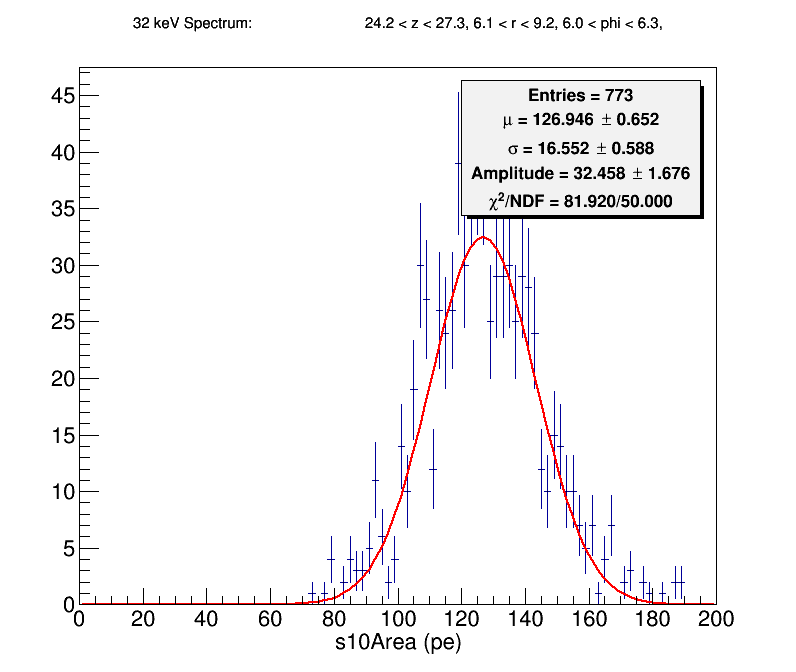 32 keV Spectrum: 24.2 < z < 27.3, 6.1 < r < 9.2, 6.0 < phi < 6.3,
Entries = 773
μ = 126.946 ± 0.652
σ = 16.552 ± 0.588
Amplitude = 32.458 ± 1.676
χ²/NDF = 81.920/50.000
45
40
35
30
25
20
15
10
5
0
0 20 40 60 80 100 120 140 160 180 200
s10Area (pe)